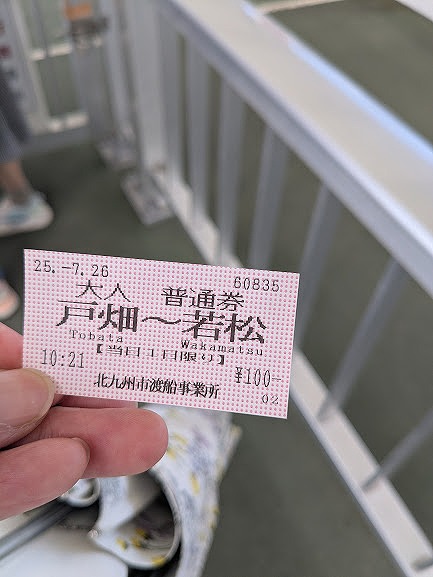 25.-7.26 60835
大人 普通券
戸畑～若松
Tobata Wakamatsu
【当日1回限り】
10:21 ¥100-
北九州市渡船事業所 02